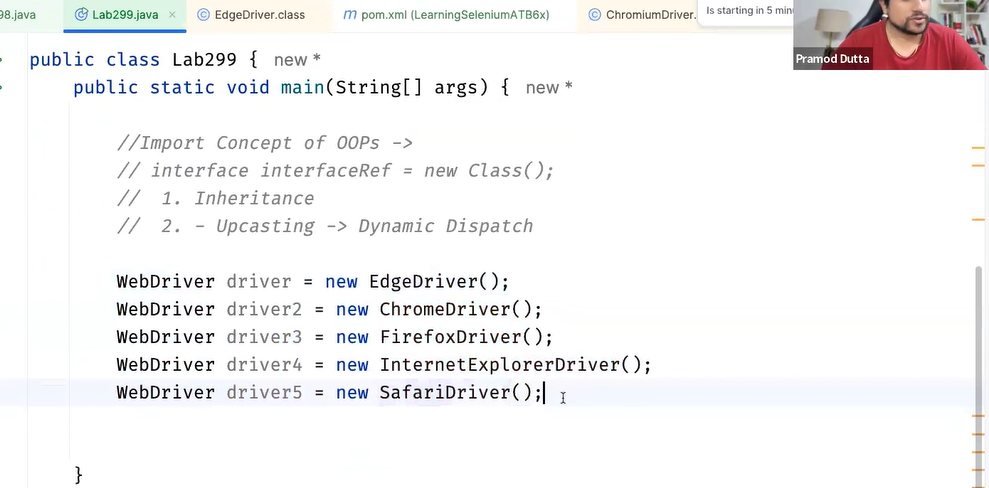 98.java
Lab299.java
EdgeDriver.class
m pom.xml (LearningSeleniumATB6x)
ChromiumDriver.
Is starting in 5 min
Pramod Dutta
public class Lab299 { new *
public static void main(String[] args) { new *
//Import Concept of OOPs ->
// interface interfaceRef = new Class();
// 1. Inheritance
// 2. - Upcasting -> Dynamic Dispatch
WebDriver driver = new EdgeDriver();
WebDriver driver2 = new ChromeDriver();
WebDriver driver3 = new FirefoxDriver();
WebDriver driver4 = new InternetExplorerDriver();
WebDriver driver5 = new SafariDriver();
}